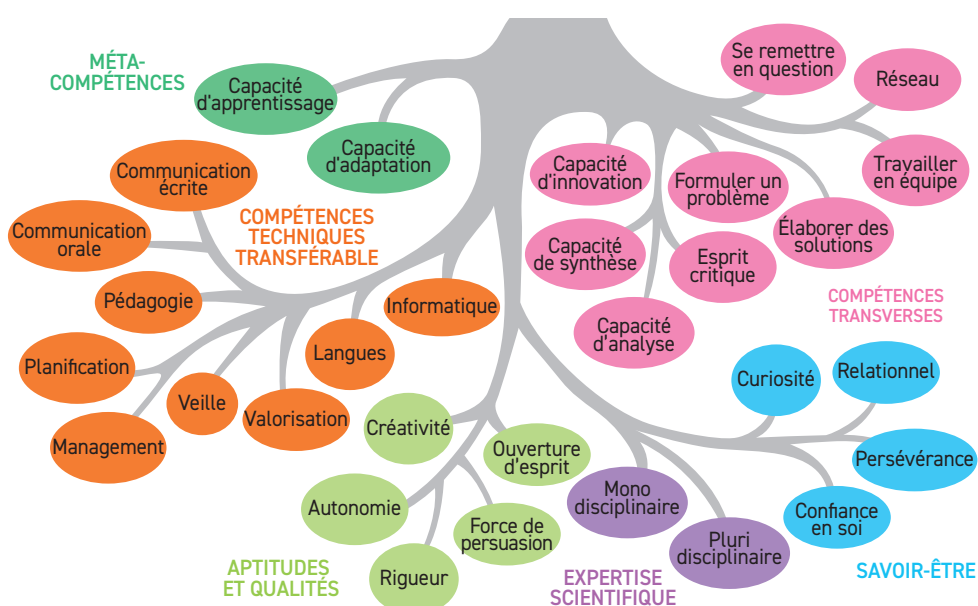 MÉTA-
COMPÉTENCES
Capacité
d'apprentissage
Capacité
d'adaptation
Communication
écrite
Communication
orale
COMPÉTENCES
TECHNIQUES
TRANSFÉRABLE
Pédagogie
Informatique
Planification
Langues
Veille
Valorisation
Management
Se remettre
en question
Réseau
Capacité
d'innovation
Formuler un
problème
Travailler
en équipe
Capacité
de synthèse
Esprit
critique
Élaborer des
solutions
Capacité
d'analyse
COMPÉTENCES
TRANSVERSES
Créativité
Ouverture
d'esprit
Autonomie
Force de
persuasion
Rigueur
APTITUDES
ET QUALITÉS
Mono
disciplinaire
Pluri
disciplinaire
EXPERTISE
SCIENTIFIQUE
Curiosité
Relationnel
Persévérance
Confiance
en soi
SAVOIR-ÊTRE